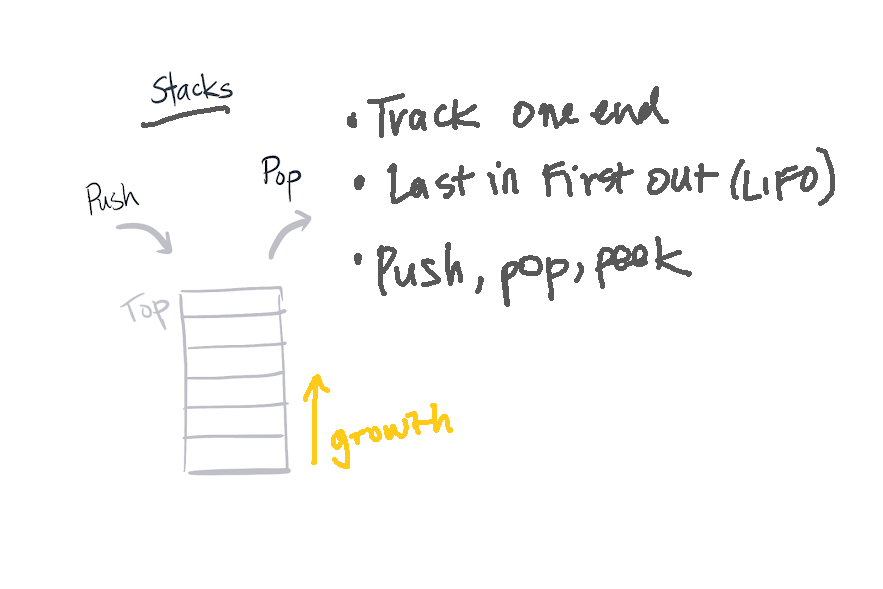 Stacks
Push
Pop
Top
growth
• Track one end
• Last in First out (LIFO)
• Push, pop, peek